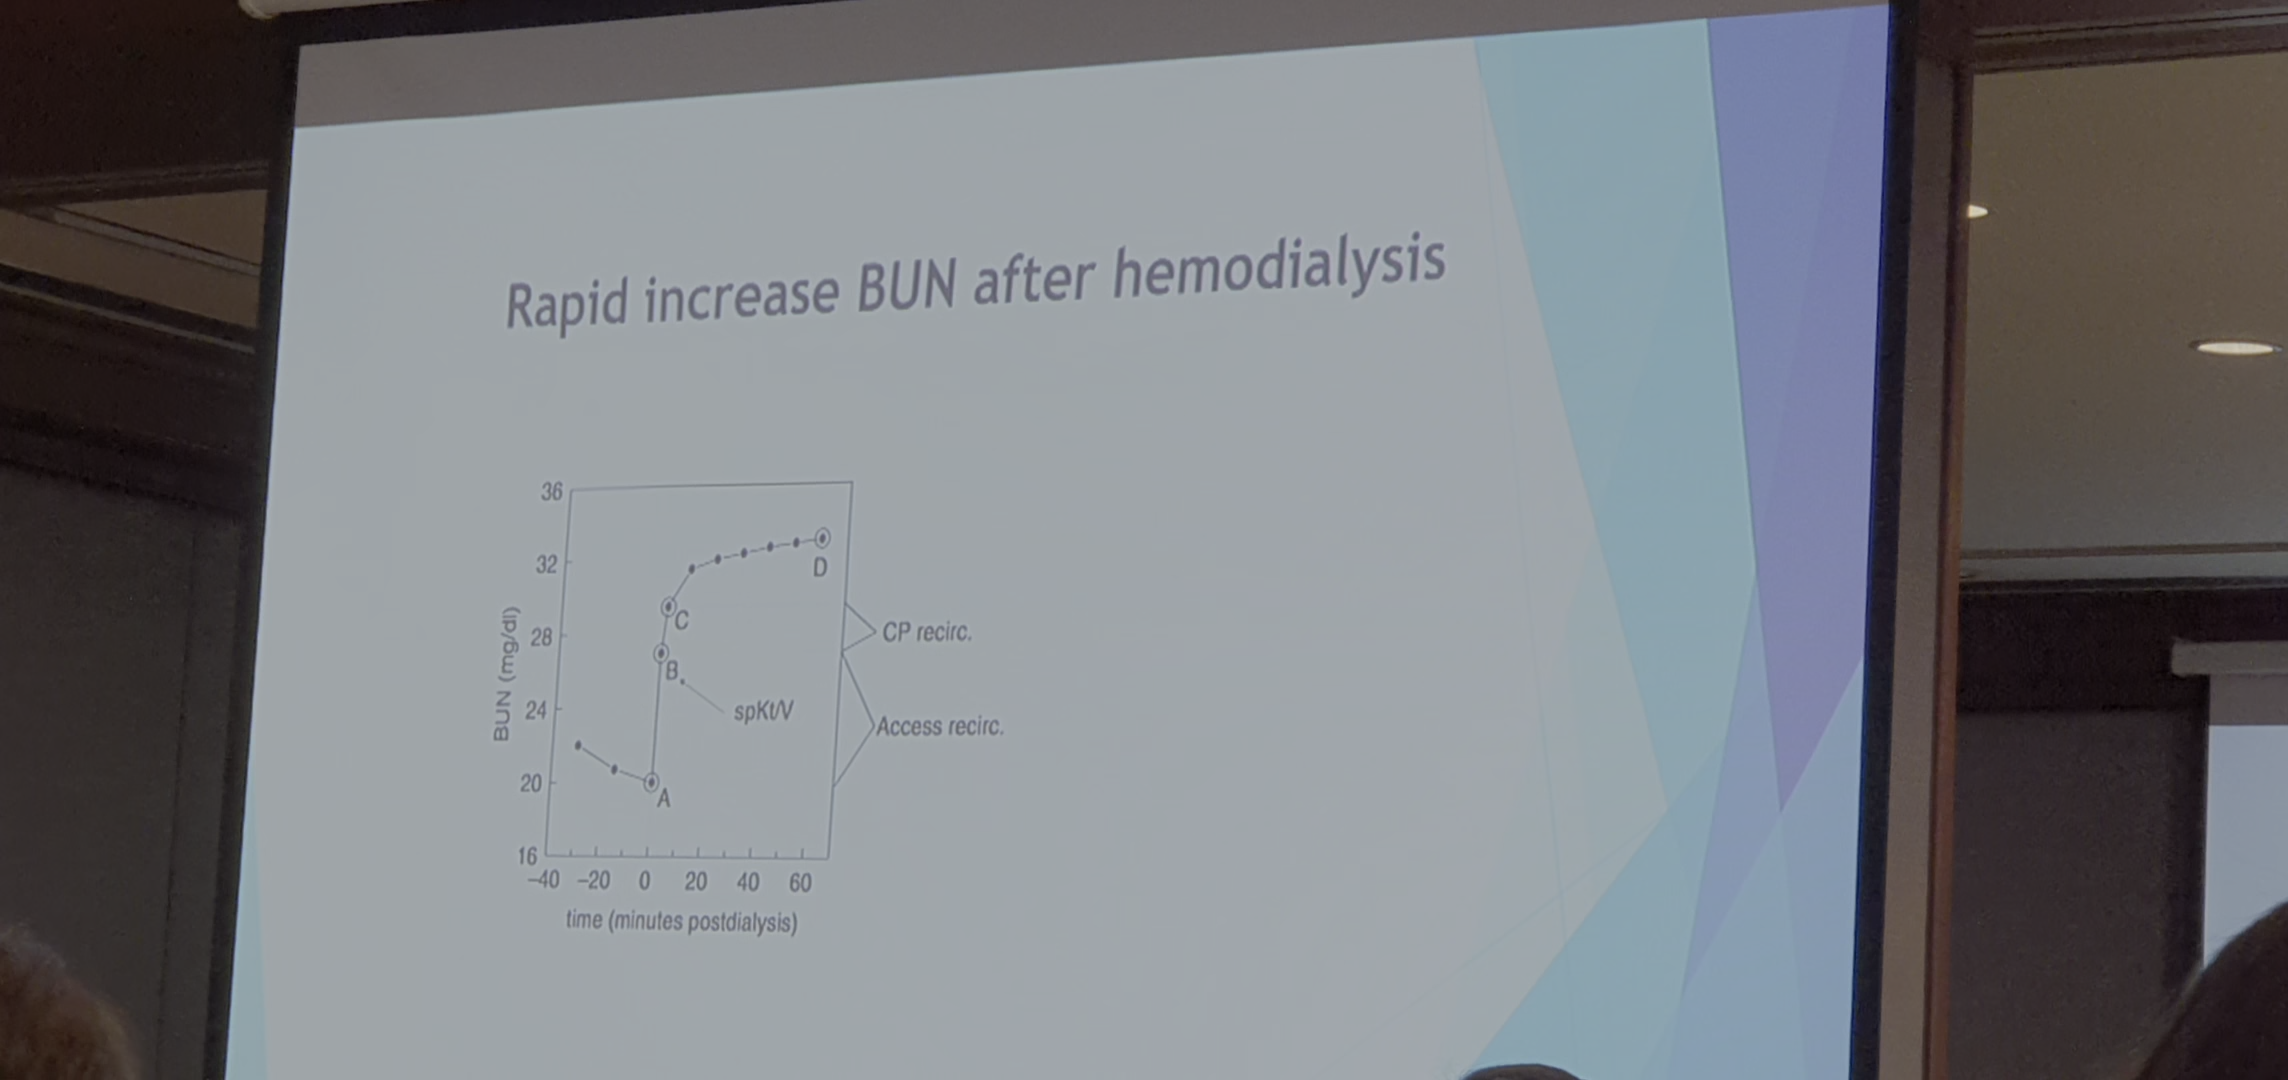 Rapid increase BUN after hemodialysis
36
32
28
24
20
16
BUN (mg/dl)
A
B
C
D
spKt/V
CP recirc.
Access recirc.
–40 –20 0 20 40 60
time (minutes postdialysis)